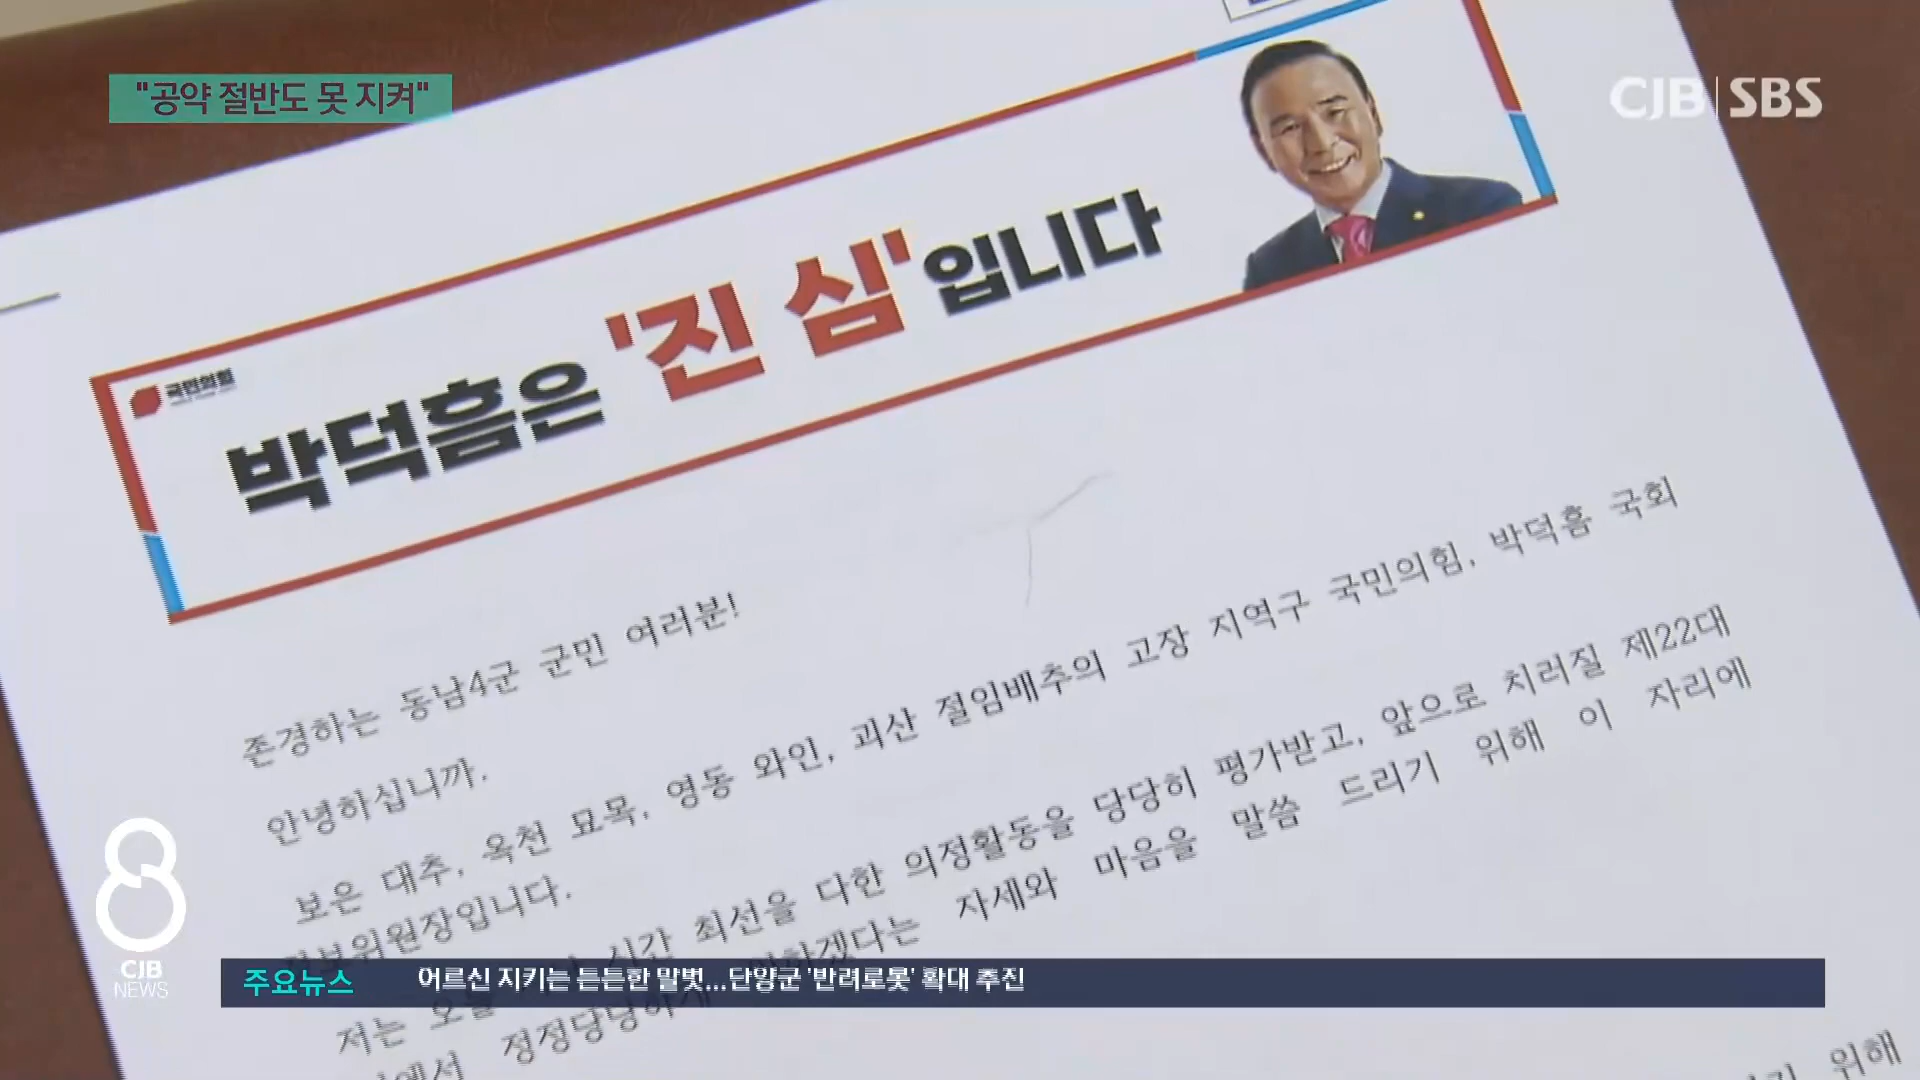 "공약 절반도 못 지켜"
CJB SBS
국민의힘
박덕흠은 '진 심' 입니다
존경하는 동남4군 군민 여러분!
안녕하십니까.
보은 대추, 옥천 묘목, 영동 와인, 괴산 절임배추의 고장 지역구 국민의힘, 박덕흠 국회
정보위원장입니다.
저는 오늘 시간 최선을 다한 의정활동을 당당히 평가받고, 앞으로 치러질 제22대
에서 정정당당하게 하겠다는 자세와 마음을 말씀 드리기 위해 이 자리에
위해
8
CJB
NEWS
주요뉴스 어르신 지키는 든든한 말벗...단양군 '반려로봇' 확대 추진